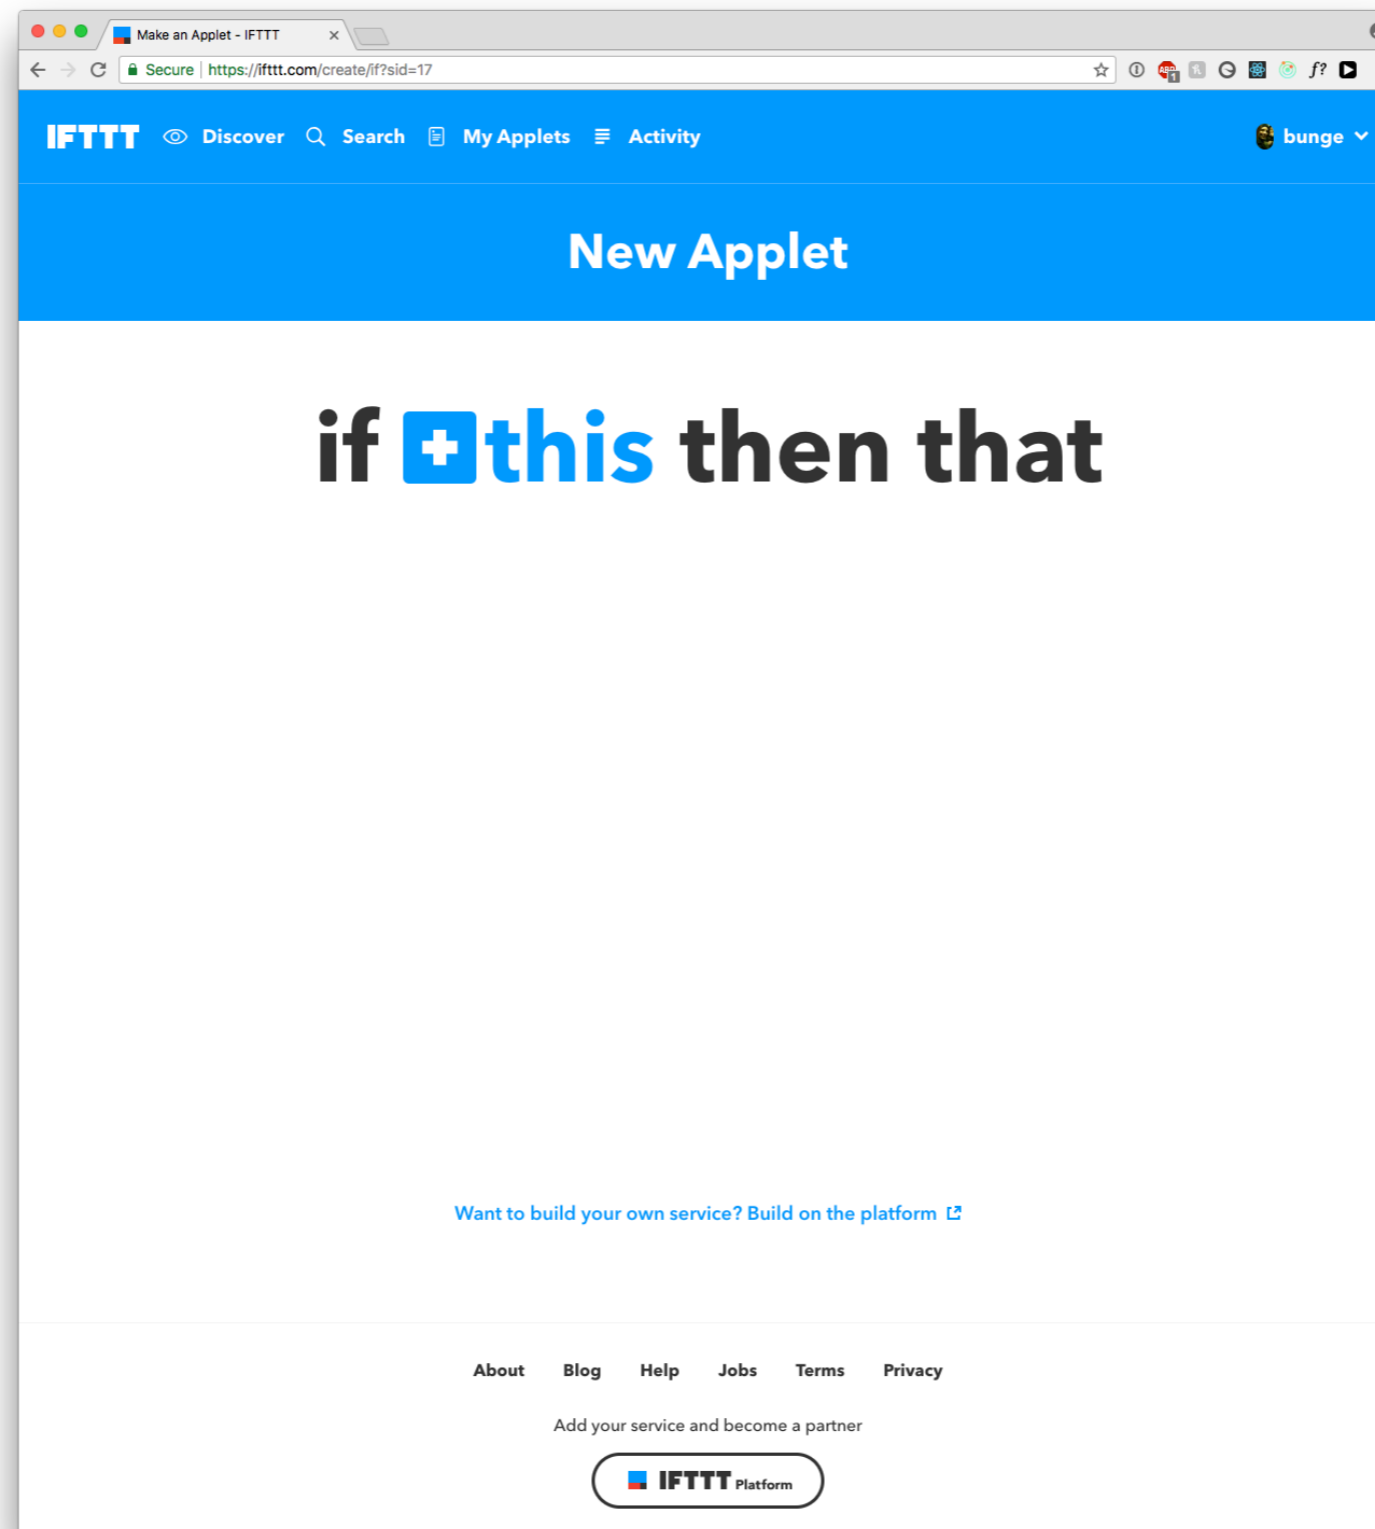 Make an Applet - IFTTT
Secure https://ifttt.com/create/if?sid=17
ABP 1 f?
IFTTT Discover Search My Applets Activity bunge
New Applet
if this then that
Want to build your own service? Build on the platform
About Blog Help Jobs Terms Privacy
Add your service and become a partner
IFTTT Platform